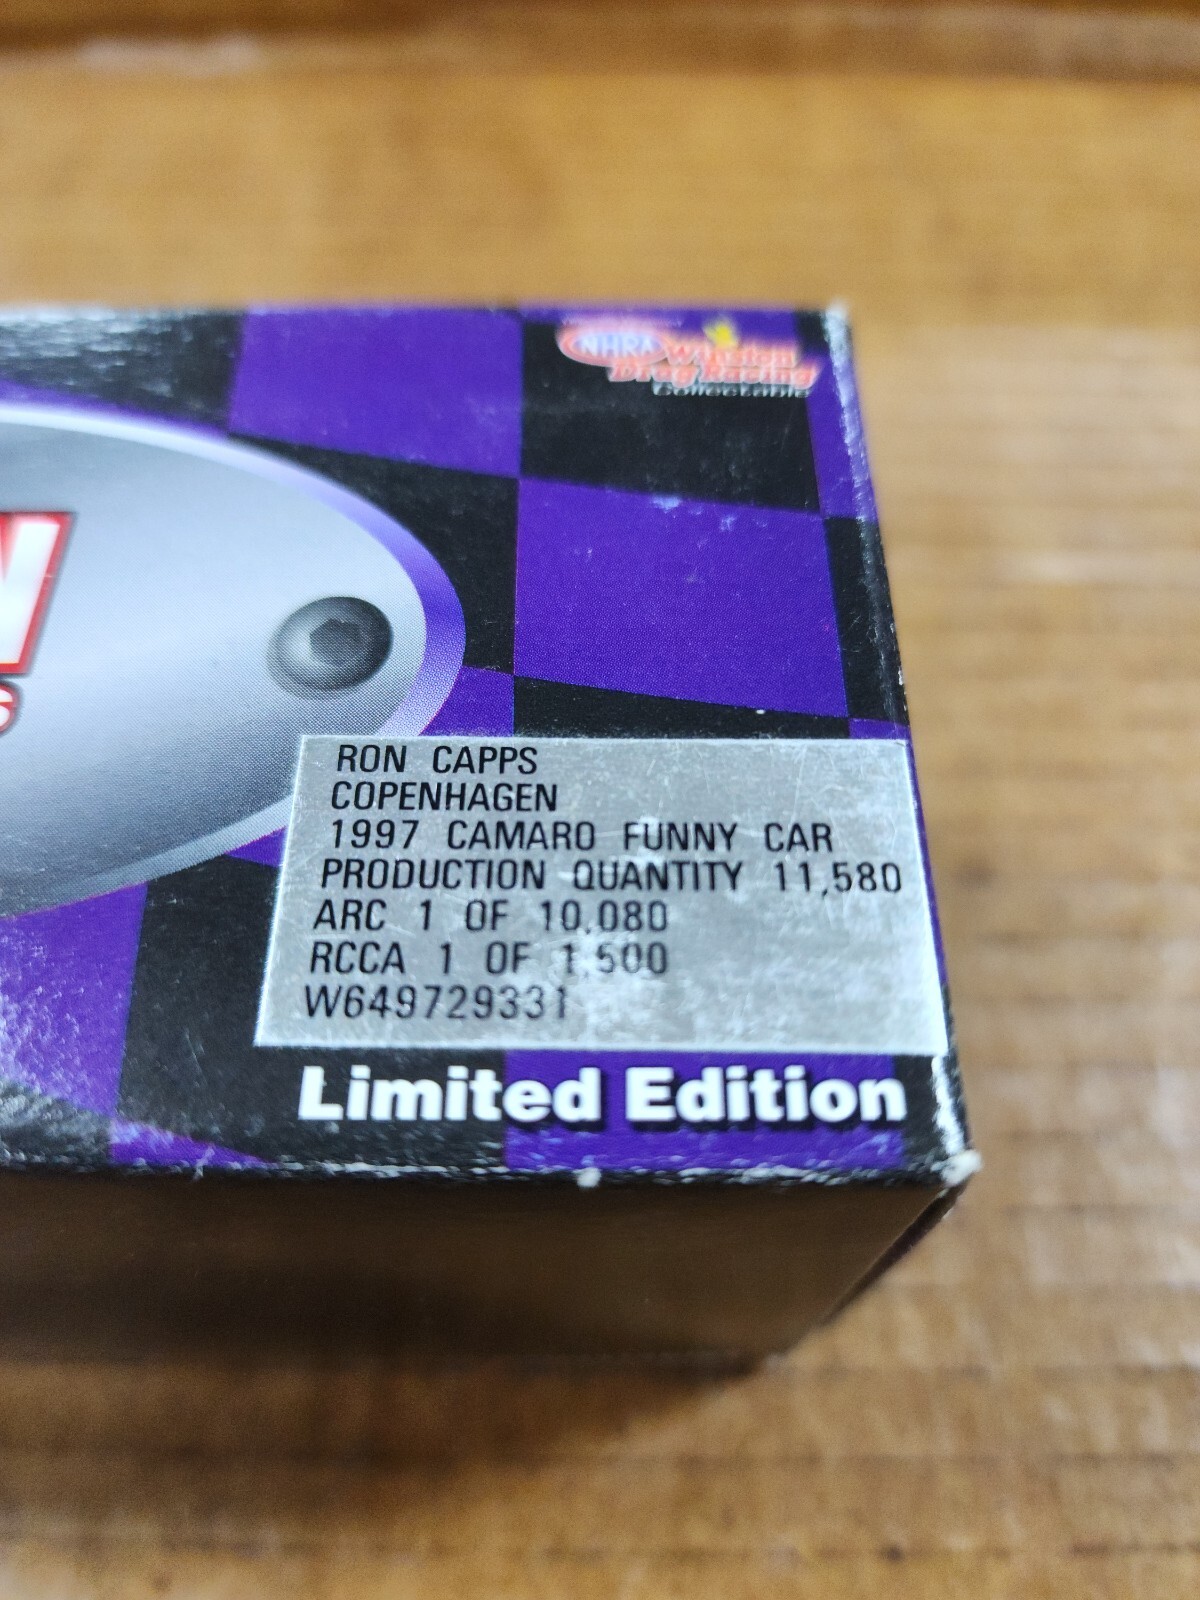 NHRA Winston
Drag Racing
Collectable
RON CAPPS
COPENHAGEN
1997 CAMARO FUNNY CAR
PRODUCTION QUANTITY 11,580
ARC 1 OF 10,080
RCCA 1 OF 1,500
W649729331
Limited Edition